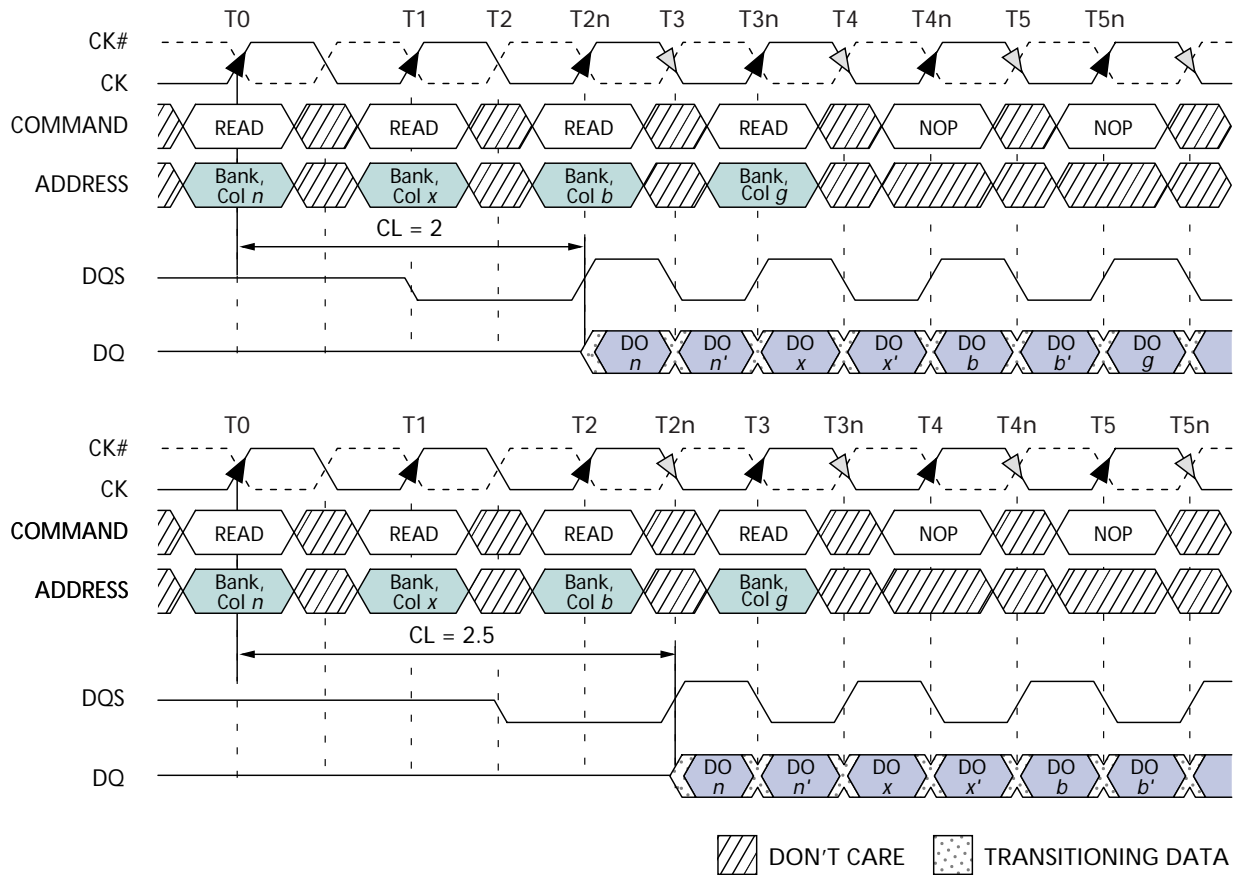 T0 T1 T2 T2n T3 T3n T4 T4n T5 T5n
CK#
CK
COMMAND READ READ READ READ NOP NOP
ADDRESS Bank, Col n Bank, Col x Bank, Col b Bank, Col g
CL = 2
DQS
DQ DO n DO n' DO x DO x' DO b DO b' DO g
T0 T1 T2 T2n T3 T3n T4 T4n T5 T5n
CK#
CK
COMMAND READ READ READ READ NOP NOP
ADDRESS Bank, Col n Bank, Col x Bank, Col b Bank, Col g
CL = 2.5
DQS
DQ DO n DO n' DO x DO x' DO b DO b'
DON'T CARE TRANSITIONING DATA